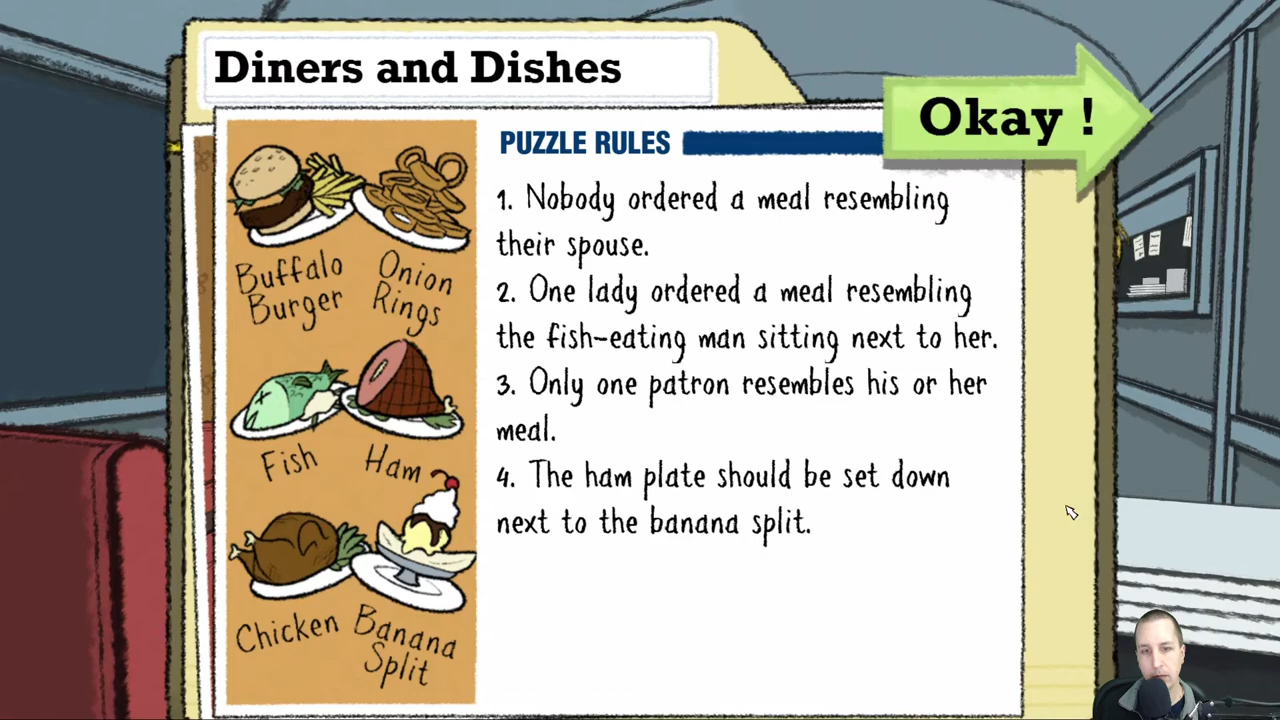 Diners and Dishes
Okay !
PUZZLE RULES
1. Nobody ordered a meal resembling
their spouse.
2. One lady ordered a meal resembling
the fish-eating man sitting next to her.
3. Only one patron resembles his or her
meal.
4. The ham plate should be set down
next to the banana split.
Buffalo
Burger
Onion
Rings
Fish
Ham
Chicken
Banana
Split